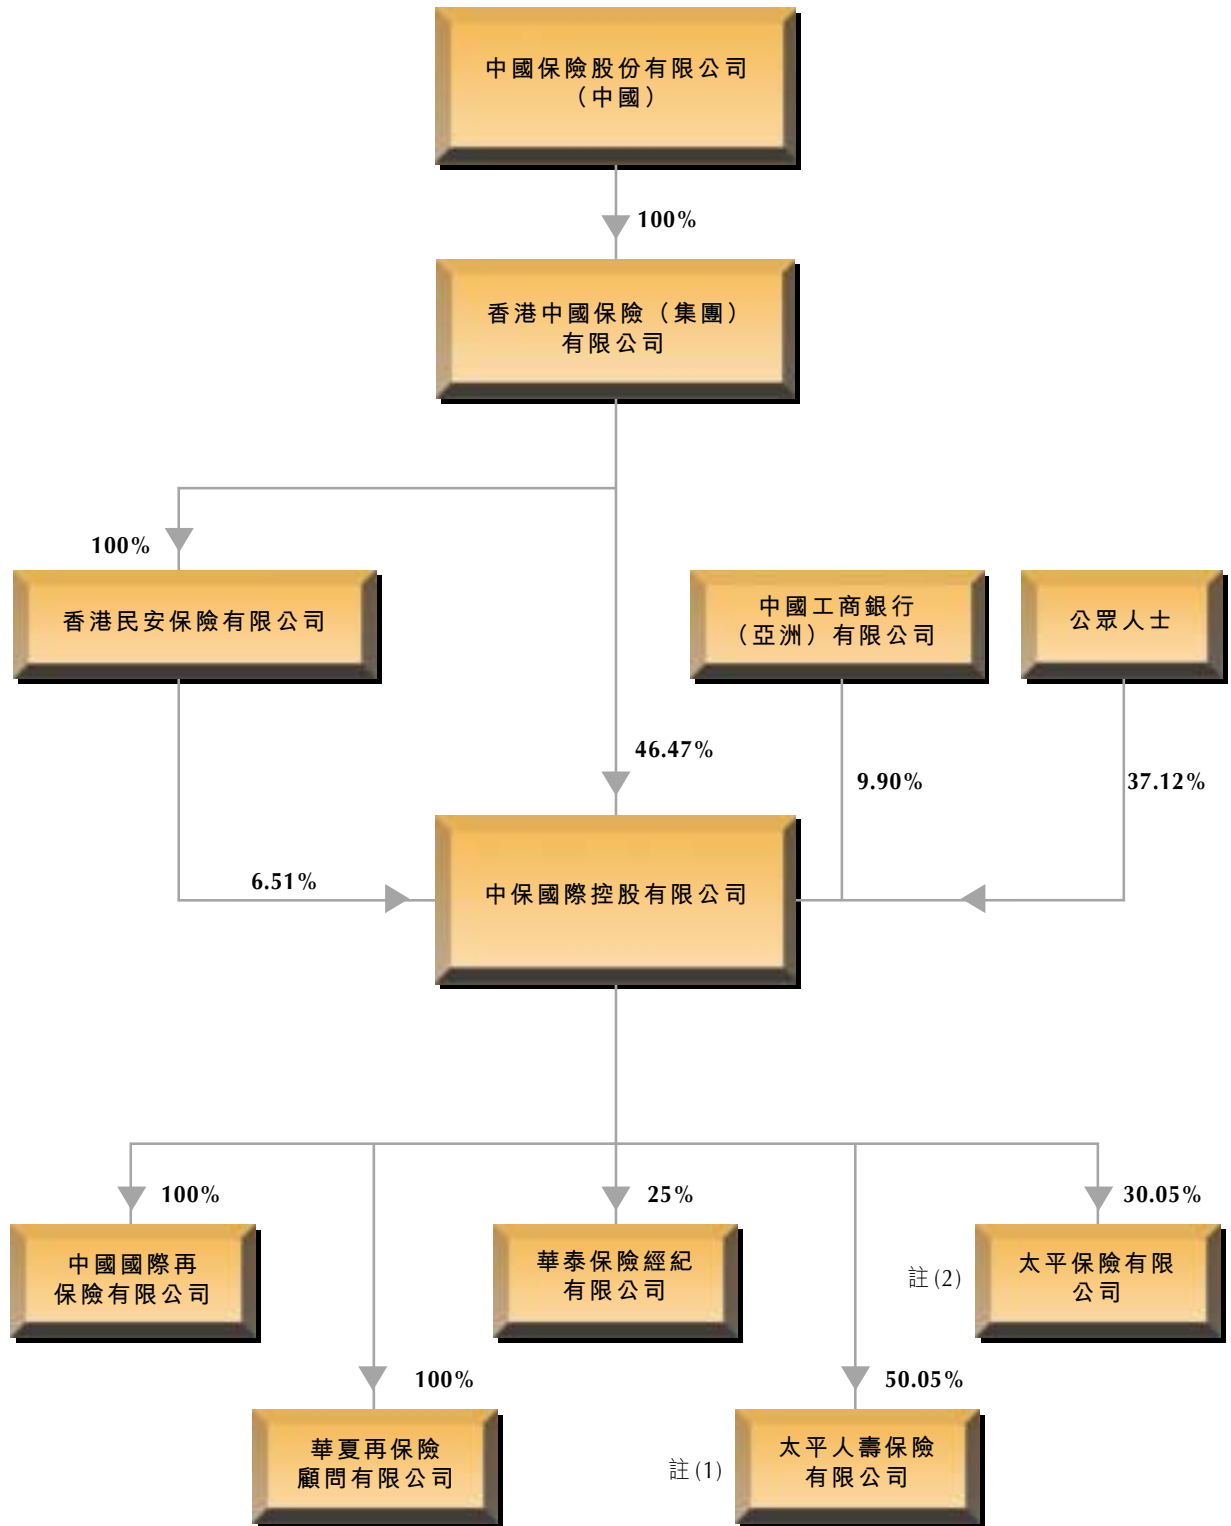 中國保險股份有限公司
（中國）
100%
香港中國保險（集團）
有限公司
100%
香港民安保險有限公司
中國工商銀行
（亞洲）有限公司
公眾人士
46.47%
9.90%
37.12%
6.51%
中保國際控股有限公司
100%
25%
30.05%
中國國際再
保險有限公司
華泰保險經紀
有限公司
註(2)
太平保險有限
公司
100%
50.05%
華夏再保險
顧問有限公司
註(1)
太平人壽保險
有限公司